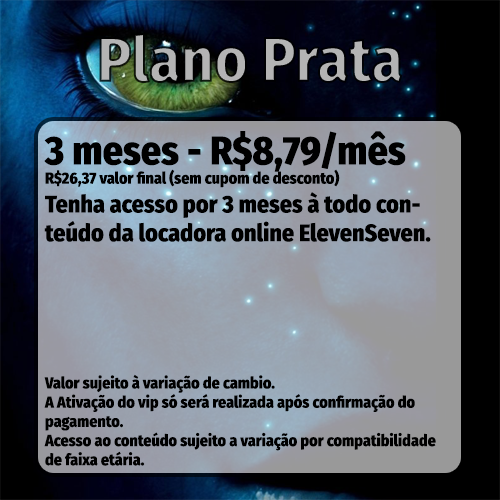 Plano Prata
3 meses - R$8,79/mês
R$26,37 valor final (sem cupom de desconto)
Tenha acesso por 3 meses à todo con-
teúdo da locadora online ElevenSeven.
Valor sujeito à variação de cambio.
A Ativação do vip só será realizada após confirmação do
pagamento.
Acesso ao conteúdo sujeito a variação por compatibilidade
de faixa etária.